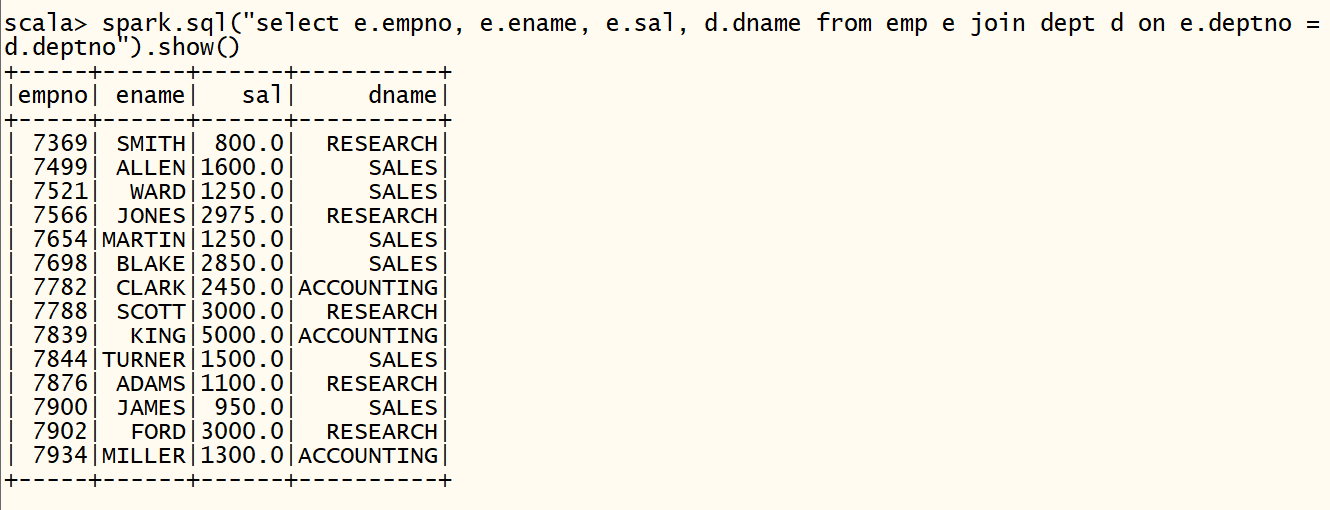 scala> spark.sql("select e.empno, e.ename, e.sal, d.dname from emp e join dept d on e.deptno =
d.deptno").show()
+-----+------+------+----------+
|empno| ename|   sal|     dname|
+-----+------+------+----------+
| 7369| SMITH| 800.0|  RESEARCH|
| 7499| ALLEN|1600.0|     SALES|
| 7521|  WARD|1250.0|     SALES|
| 7566| JONES|2975.0|  RESEARCH|
| 7654|MARTIN|1250.0|     SALES|
| 7698| BLAKE|2850.0|     SALES|
| 7782| CLARK|2450.0|ACCOUNTING|
| 7788| SCOTT|3000.0|  RESEARCH|
| 7839|  KING|5000.0|ACCOUNTING|
| 7844|TURNER|1500.0|     SALES|
| 7876| ADAMS|1100.0|  RESEARCH|
| 7900| JAMES| 950.0|     SALES|
| 7902|  FORD|3000.0|  RESEARCH|
| 7934|MILLER|1300.0|ACCOUNTING|
+-----+------+------+----------+